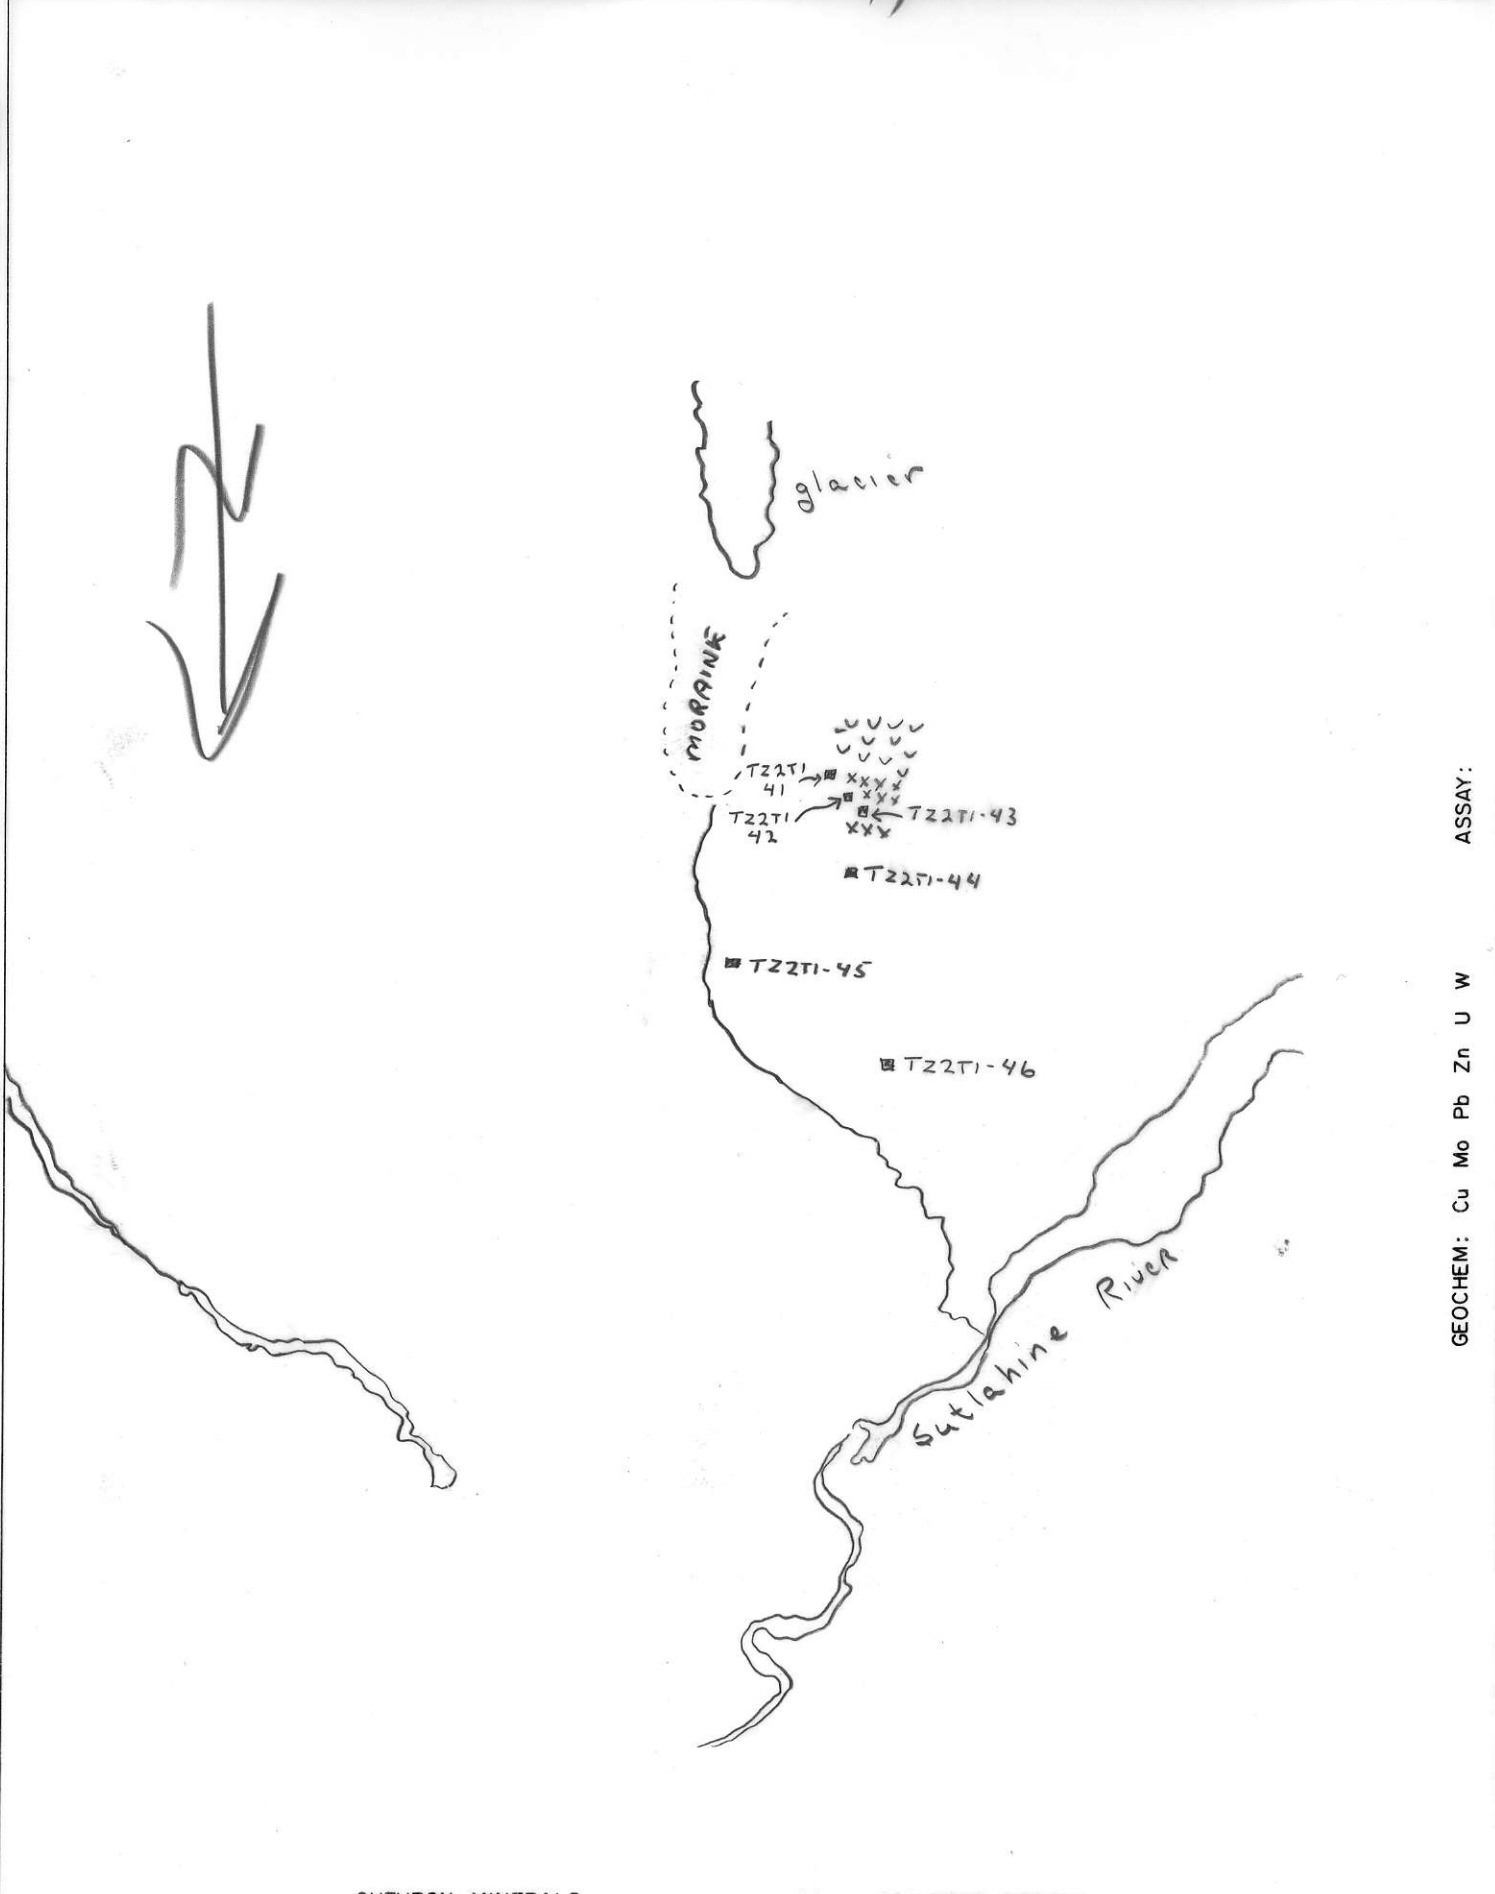 N
glacier
MORAINE
TZ2T1
41
TZ2T1
42
TZ2T1-43
TZ2T1-44
TZ2T1-45
TZ2T1-46
Sutlahine River
GEOCHEM: Cu Mo Pb Zn U W ASSAY: